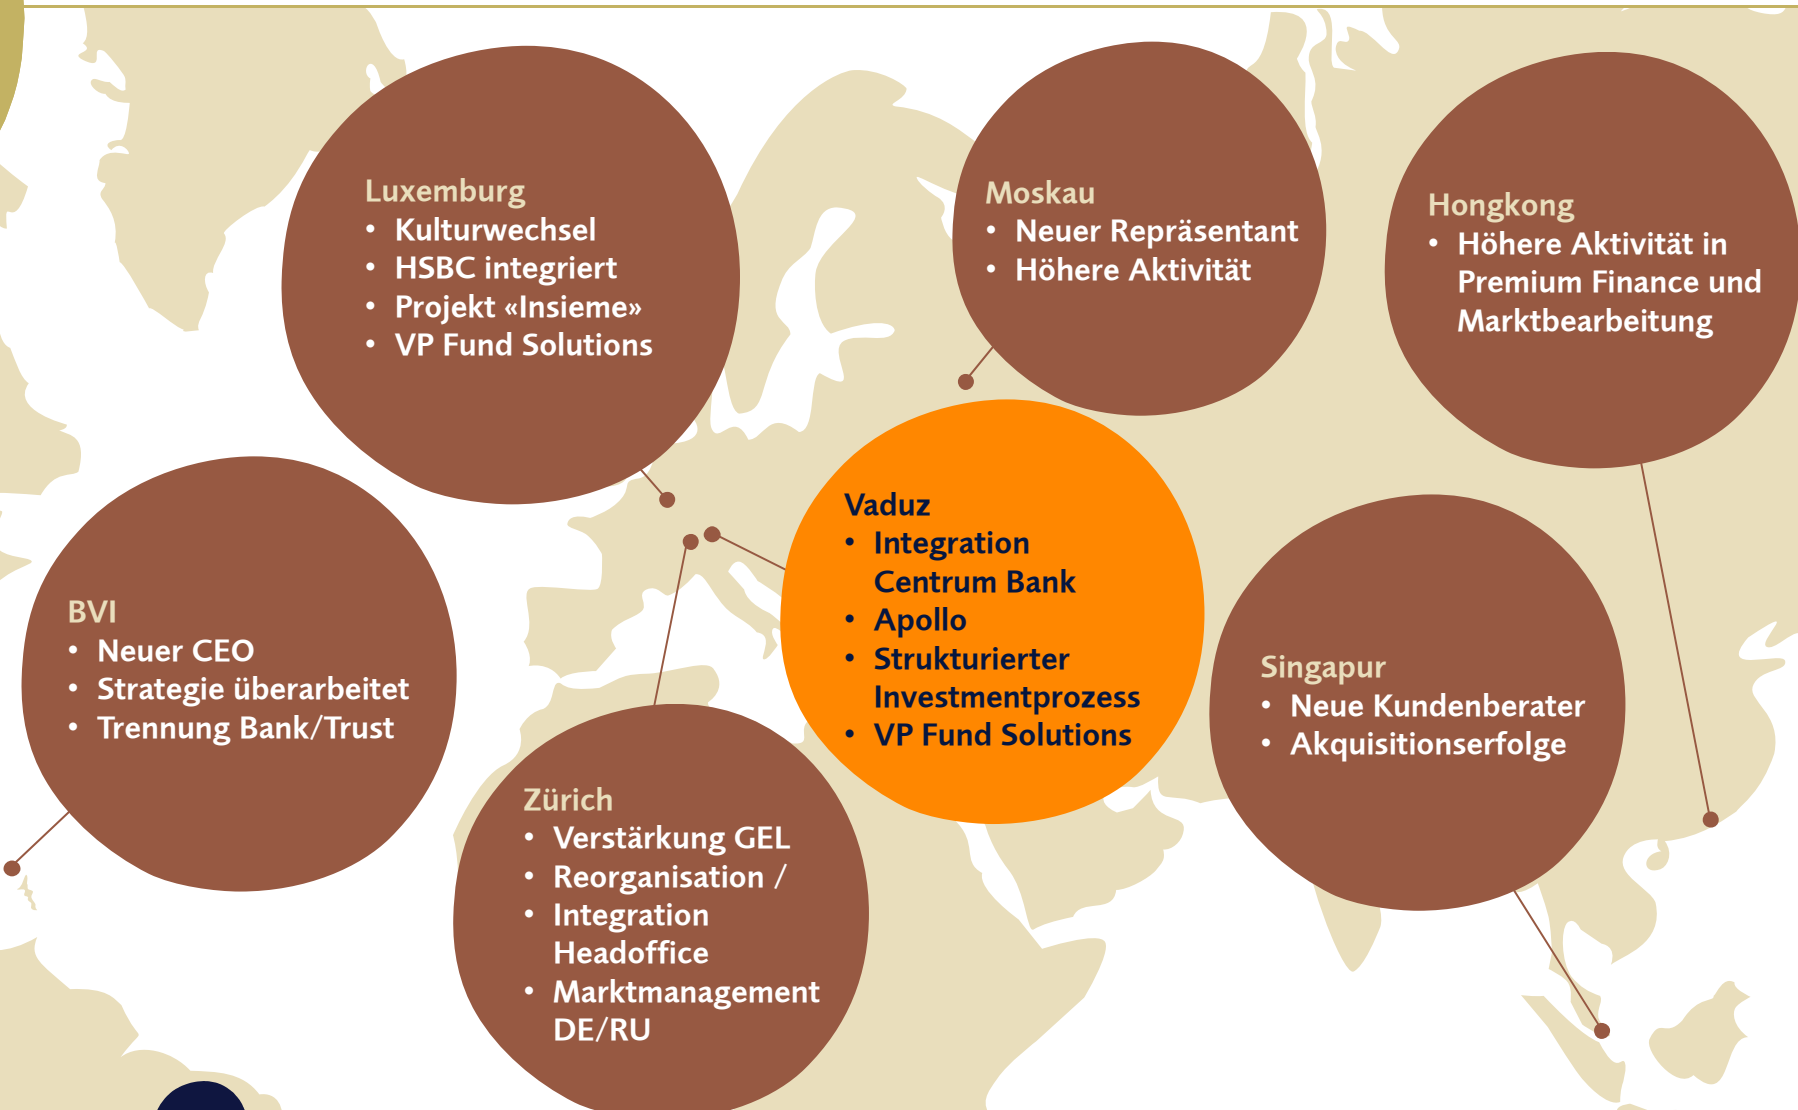 Luxemburg
• Kulturwechsel
• HSBC integriert
• Projekt «Insieme»
• VP Fund Solutions
Moskau
• Neuer Repräsentant
• Höhere Aktivität
Hongkong
• Höhere Aktivität in
Premium Finance und
Marktbearbeitung
BVI
• Neuer CEO
• Strategie überarbeitet
• Trennung Bank/Trust
Vaduz
• Integration
Centrum Bank
• Apollo
• Strukturierter
Investmentprozess
• VP Fund Solutions
Singapur
• Neue Kundenberater
• Akquisitionserfolge
Zürich
• Verstärkung GEL
• Reorganisation /
• Integration
Headoffice
• Marktmanagement
DE/RU